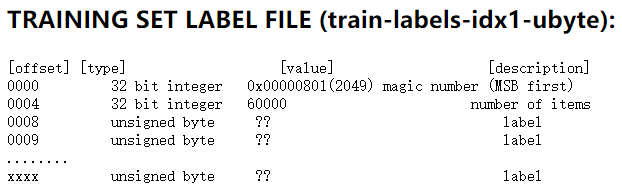 TRAINING SET LABEL FILE (train-labels-idx1-ubyte):
[offset] [type] [value] [description]
0000 32 bit integer 0x00000801(2049) magic number (MSB first)
0004 32 bit integer 60000 number of items
0008 unsigned byte ?? label
0009 unsigned byte ?? label
........
xxxx unsigned byte ?? label